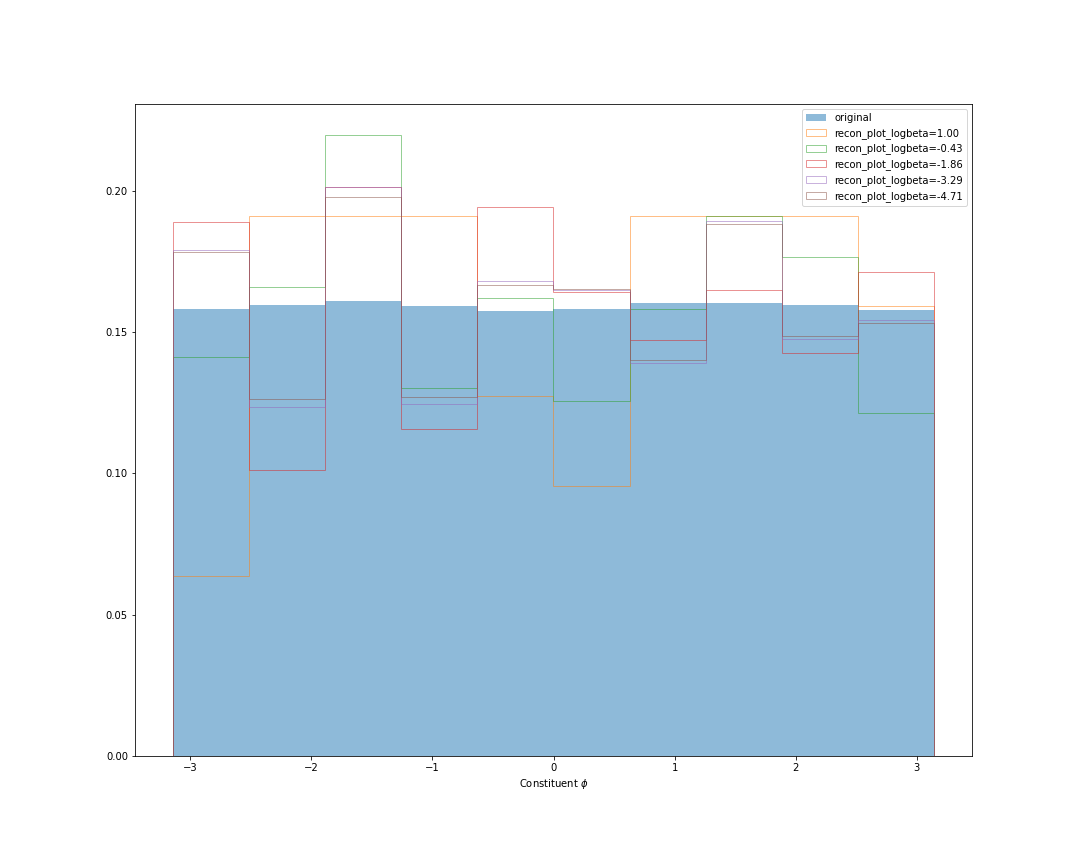 original
recon_plot_logbeta=1.00
recon_plot_logbeta=-0.43
recon_plot_logbeta=-1.86
recon_plot_logbeta=-3.29
recon_plot_logbeta=-4.71
0.20
0.15
0.10
0.05
0.00
−3 −2 −1 0 1 2 3
Constituent ϕ